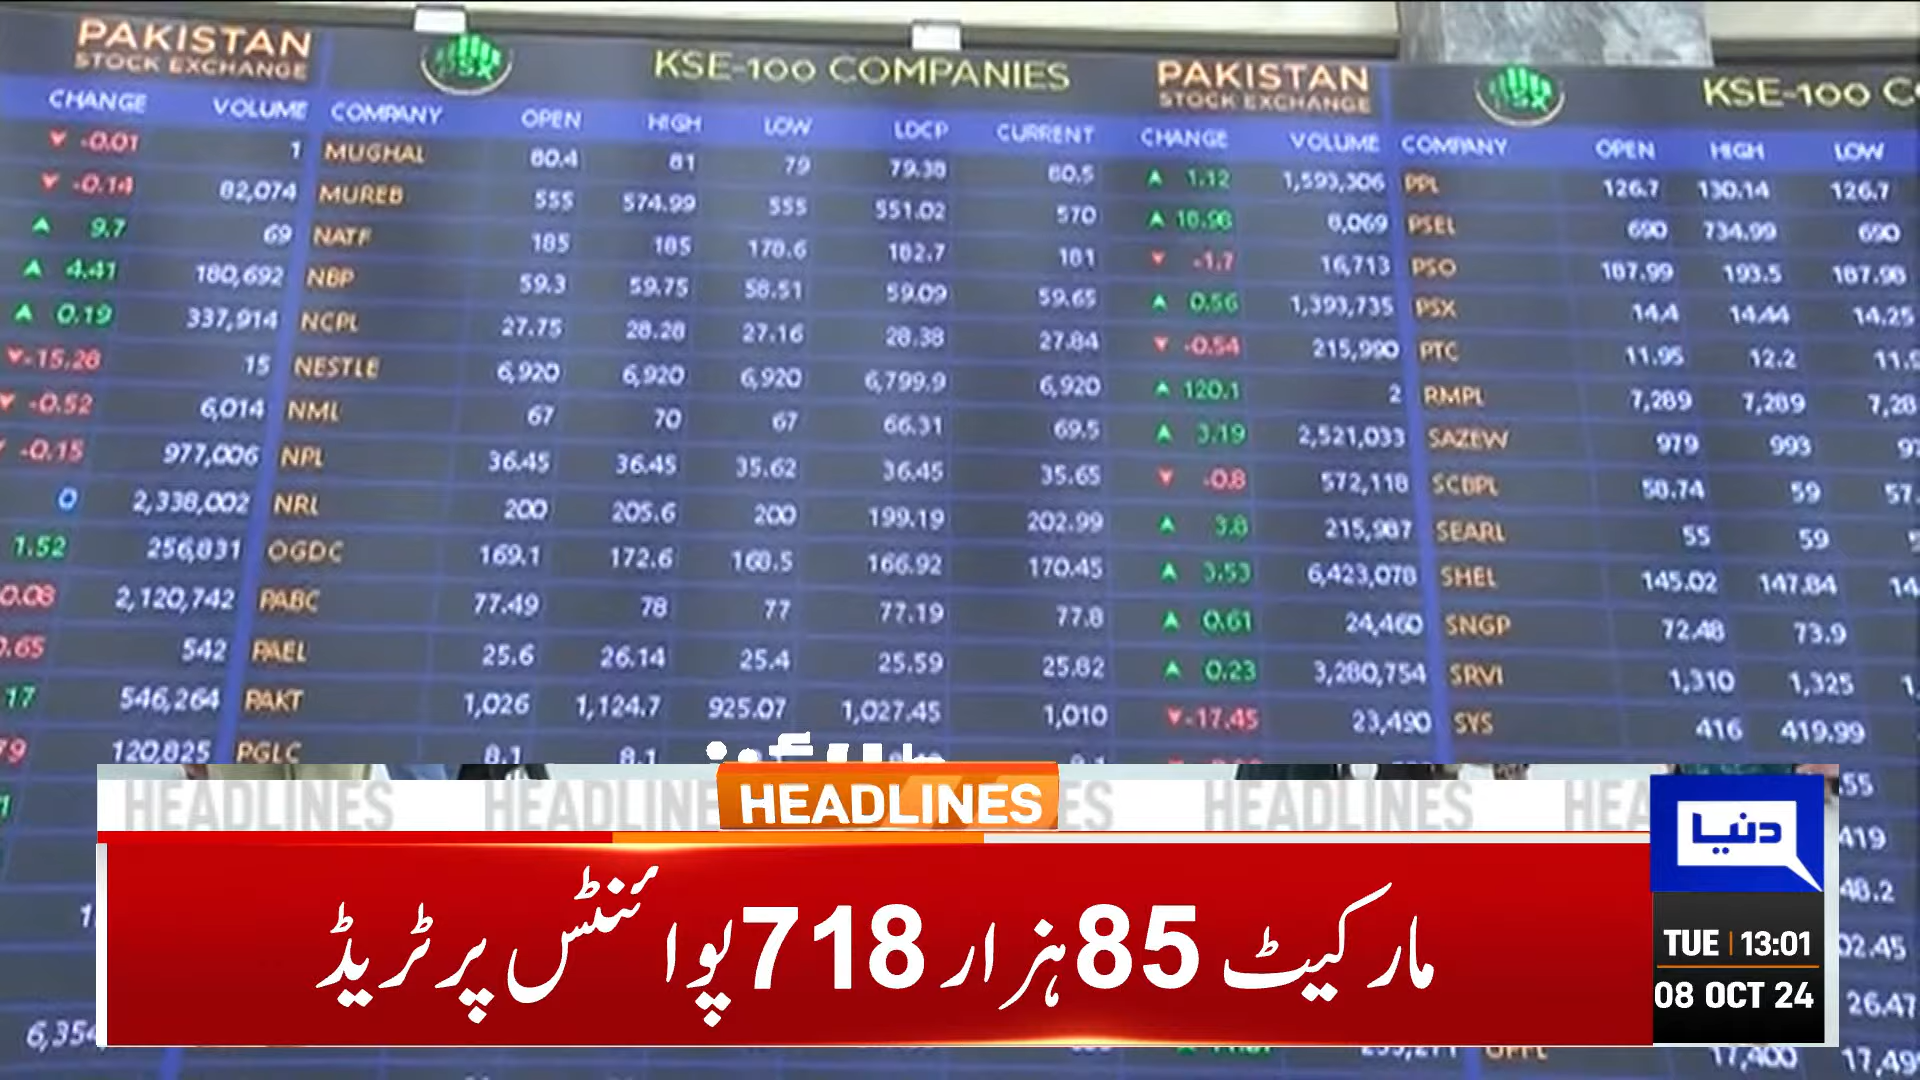 PAKISTAN STOCK EXCHANGE KSE-100 COMPANIES PAKISTAN STOCK EXCHANGE KSE-100
CHANGE VOLUME COMPANY OPEN HIGH LOW LDCP CURRENT CHANGE VOLUME COMPANY OPEN HIGH LOW
-0.01 1 MUGHAL 80.4 81 79 79.38 80.5 1.12 1,593,306 PPL 126.7 130.14 126.7
-0.14 82,074 MUREB 555 574.99 555 551.02 570 18.98 8,069 PSEL 690 734.99 690
9.7 69 NATF 185 185 178.6 182.7 181 -1.7 16,713 PSO 187.99 193.5 187.98
4.41 180,692 NBP 59.3 59.75 58.51 59.09 59.65 0.56 1,393,735 PSX 14.4 14.44 14.25
0.19 337,914 NCPL 27.75 28.28 27.16 28.38 27.84 -0.54 215,990 PTC 11.95 12.2
-15.28 15 NESTLE 6,920 6,920 6,920 6,799.9 6,920 120.1 2 RMPL 7,289 7,289
-0.52 6,014 NML 67 70 67 66.31 69.5 3.19 2,521,033 SAZEW 979 993
-0.15 977,006 NPL 36.45 36.45 35.62 36.45 35.65 -0.8 572,118 SCBPL 58.74 59
0 2,338,002 NRL 200 205.6 200 199.19 202.99 3.8 215,987 SEARL 55 59
1.52 256,831 OGDC 169.1 172.6 168.5 166.92 170.45 3.53 6,423,078 SHEL 145.02 147.84
2,120,742 PABC 77.49 78 77 77.19 77.8 0.61 24,460 SNGP 72.48 73.9
542 PAEL 25.6 26.14 25.4 25.59 25.82 0.23 3,280,754 SRVI 1,310 1,325
546,264 PAKT 1,026 1,124.7 925.07 1,027.45 1,010 -17.45 23,490 SYS 416 419.99
120,825 PGLC 8.1 8.1
HEADLINES
مارکیٹ 85ہزار 718پوائنٹس پر ٹریڈ
دنیا
TUE | 13:01
08 OCT 24
17,400